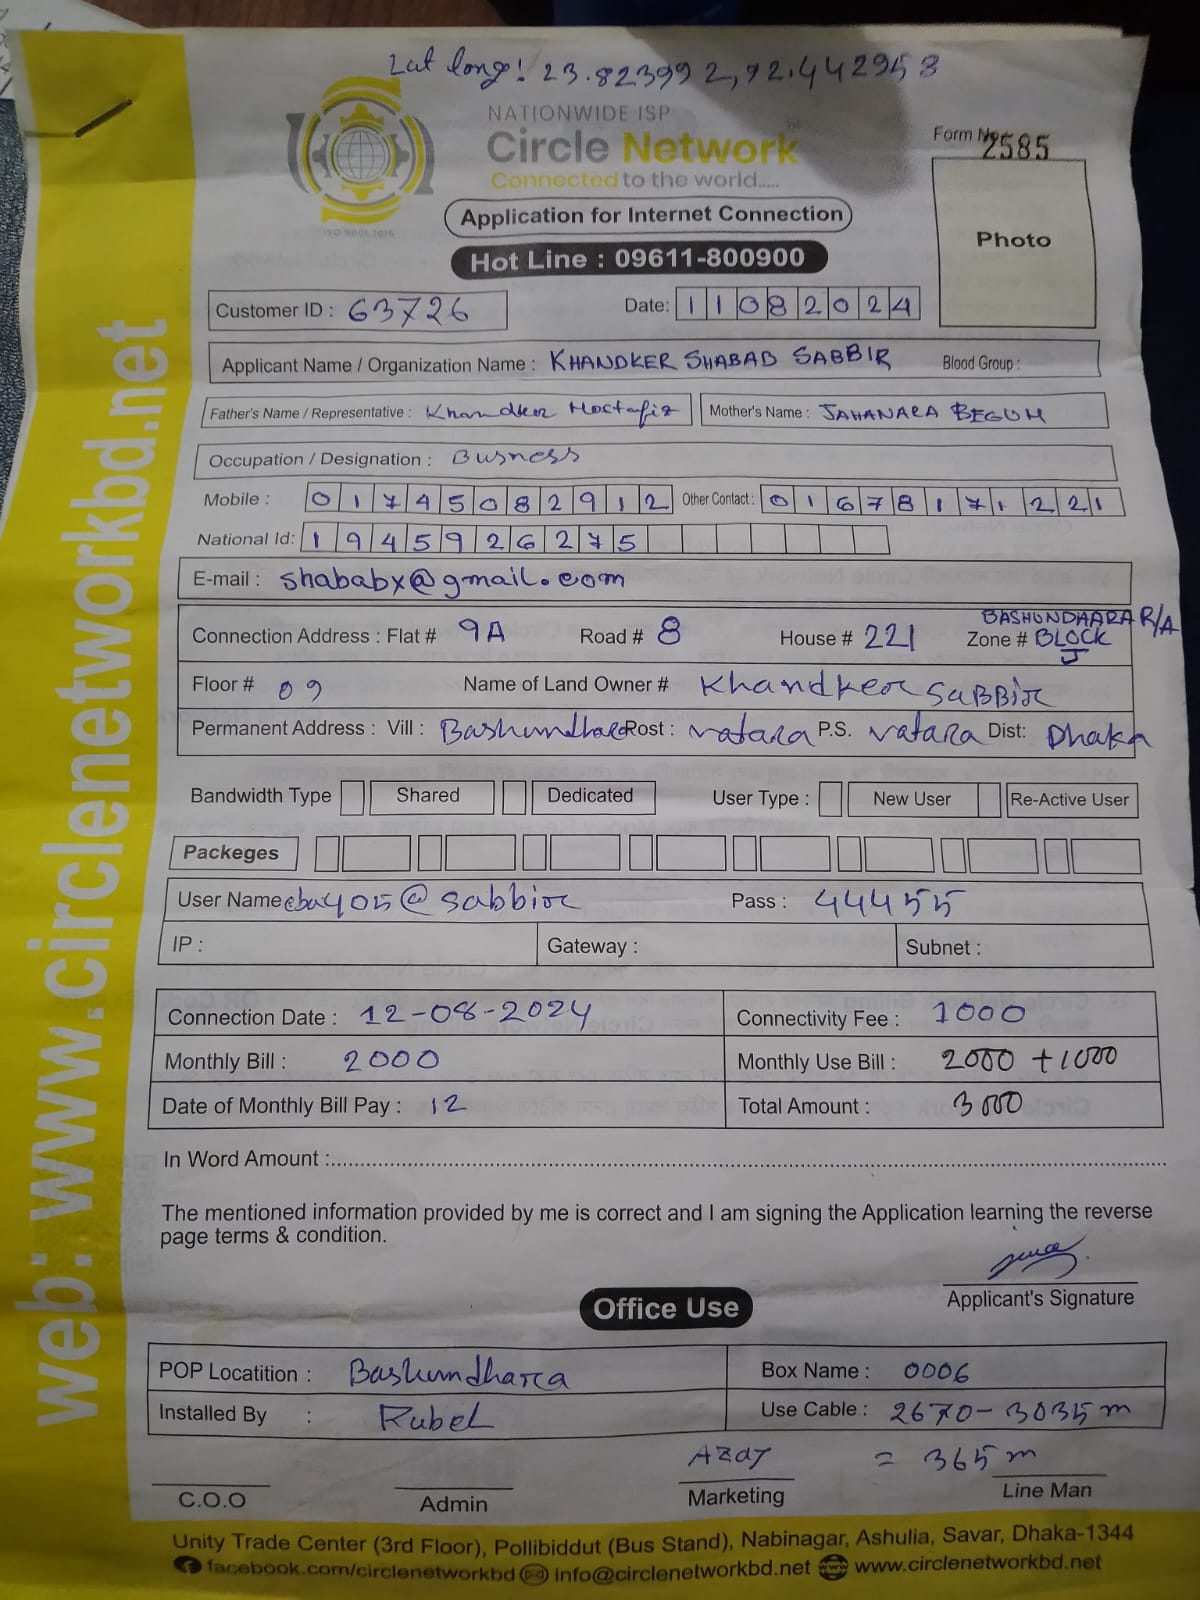 Lat long! 23.823992, 92.442953
NATIONWIDE ISP
Circle Network
Connected to the world.....
ISO 9001:2015
Form No. 2585
Application for Internet Connection
Photo
Hot Line : 09611-800900
Customer ID : 63726 Date: 11082024
Applicant Name / Organization Name : KHANDKER SHABAB SABBIR Blood Group :
Father's Name / Representative : Khandker Mostafiz Mother's Name : JAHANARA BEGUM
Occupation / Designation : Busness
Mobile : 01745082912 Other Contact : 01678171221
National Id: 1945926275
E-mail : shababx@gmail.com
BASHUNDHARA R/A
Connection Address : Flat # 9A Road # 8 House # 221 Zone # BLOCK
J
Floor # 09 Name of Land Owner # Khandker SABBIR
Permanent Address : Vill : Bashundhara Post : vatara P.S. vatara Dist: Dhaka
Bandwidth Type Shared Dedicated User Type : New User Re-Active User
Packeges
User Name @sabbir Pass : 44455
IP : Gateway : Subnet :
Connection Date : 12-08-2024 Connectivity Fee : 1000
Monthly Bill : 2000 Monthly Use Bill : 2000 + 1000
Date of Monthly Bill Pay : 12 Total Amount : 3000
In Word Amount :
The mentioned information provided by me is correct and I am signing the Application learning the reverse
page terms & condition.
Applicant's Signature
Office Use
POP Locatition : Bashundhara Box Name : 0006
Installed By : Rubel Use Cable : 2670-3035 m
Azay = 365 m
C.O.O Admin Marketing Line Man
Unity Trade Center (3rd Floor), Pollibiddut (Bus Stand), Nabinagar, Ashulia, Savar, Dhaka-1344
facebook.com/circlenetworkbd info@circlenetworkbd.net www.circlenetworkbd.net
web: www.circlenetworkbd.net